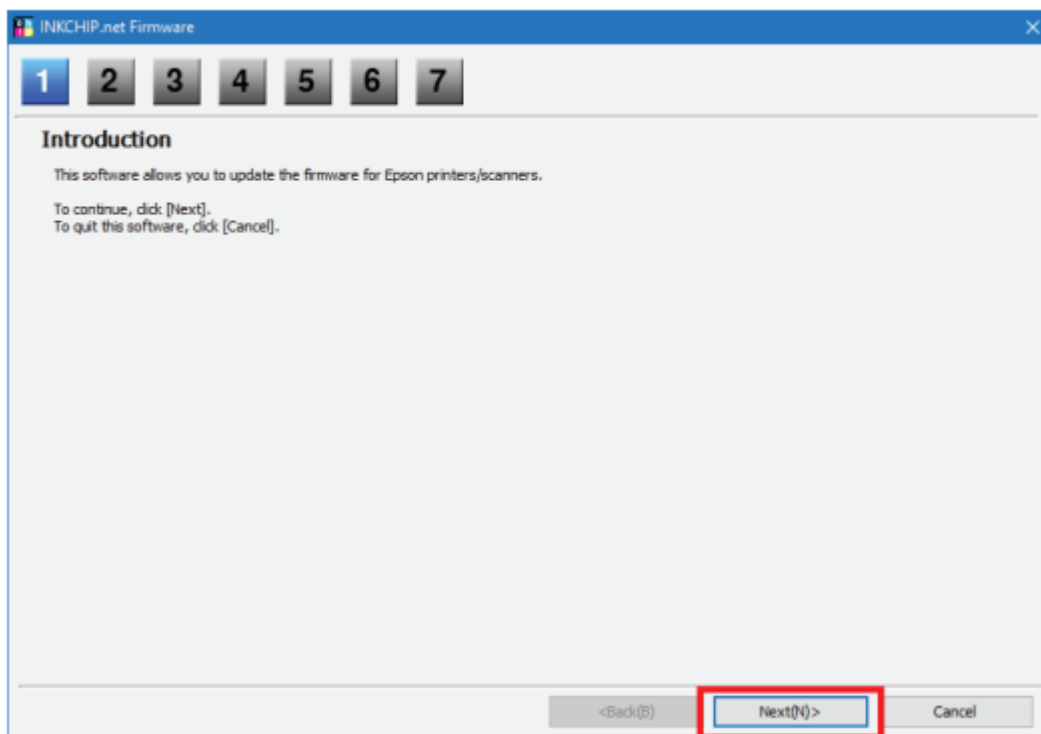 INKCHIP.net Firmware
1 2 3 4 5 6 7
Introduction
This software allows you to update the firmware for Epson printers/scanners.
To continue, click [Next].
To quit this software, click [Cancel].
<Back(B) Next(N)> Cancel